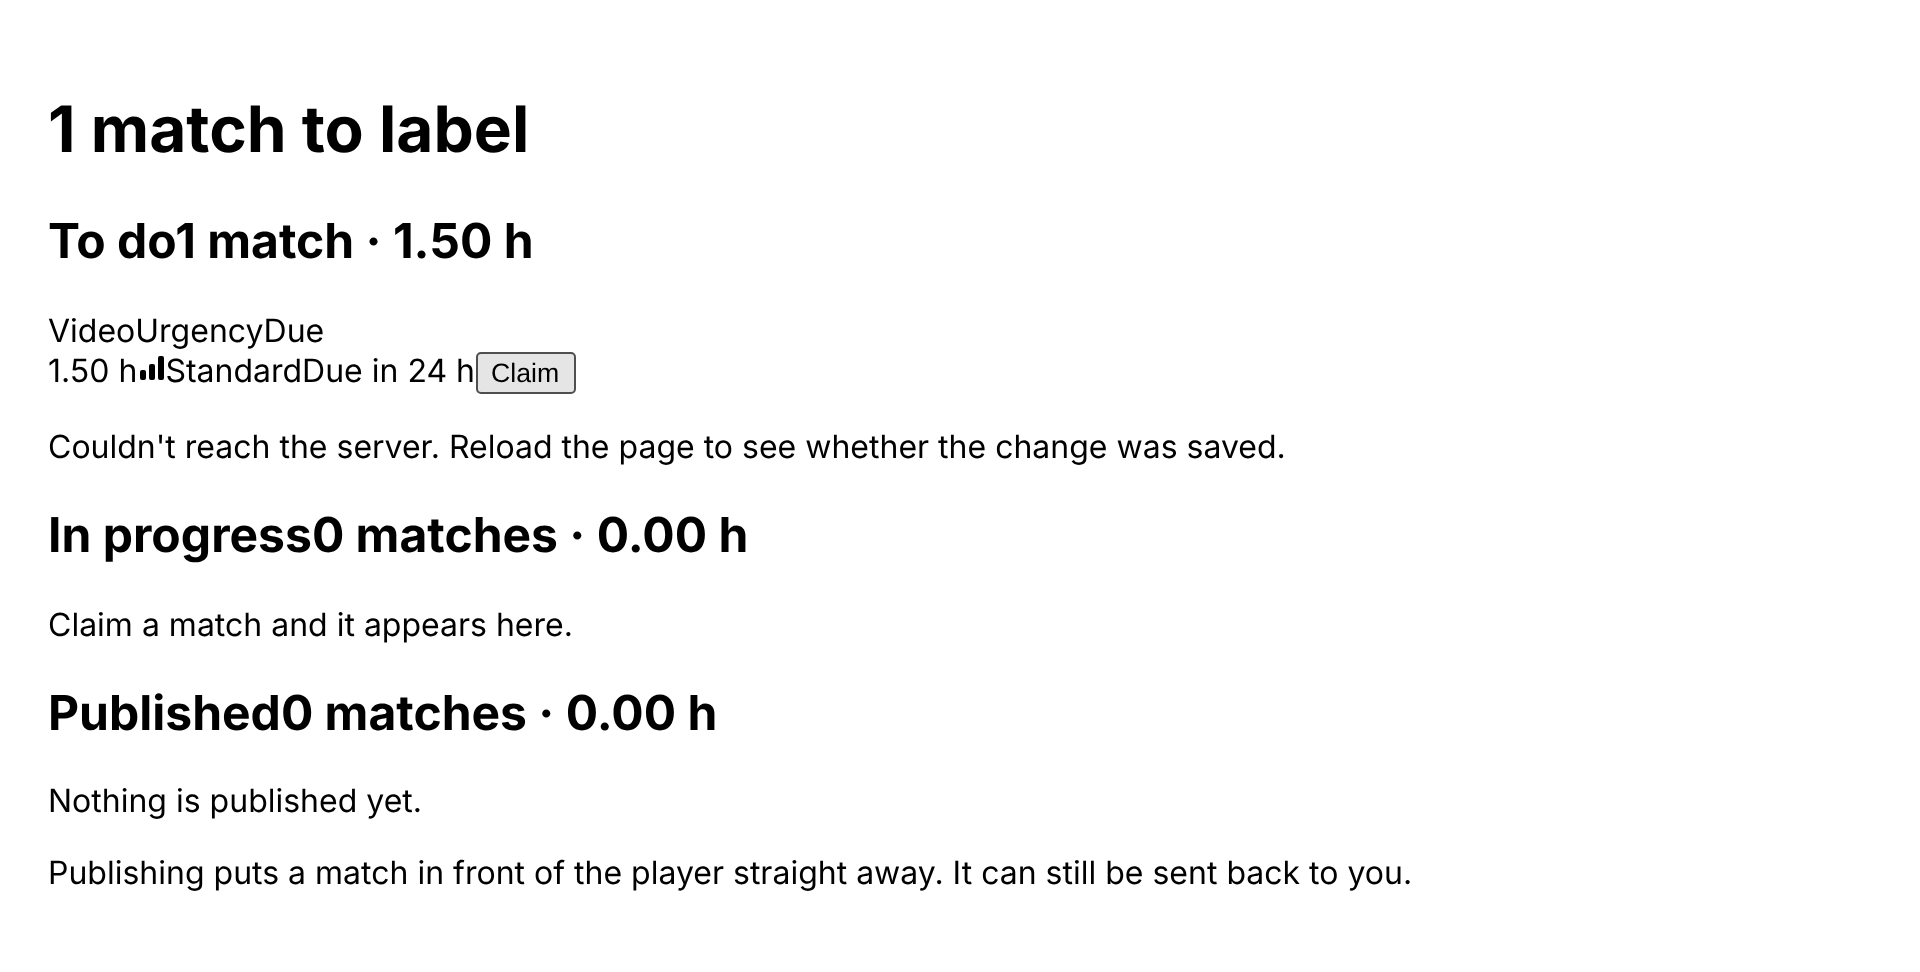 1 match to label
To do1 match · 1.50 h
VideoUrgencyDue
1.50 hStandardDue in 24 hClaim
Couldn't reach the server. Reload the page to see whether the change was saved.
In progress0 matches · 0.00 h
Claim a match and it appears here.
Published0 matches · 0.00 h
Nothing is published yet.
Publishing puts a match in front of the player straight away. It can still be sent back to you.